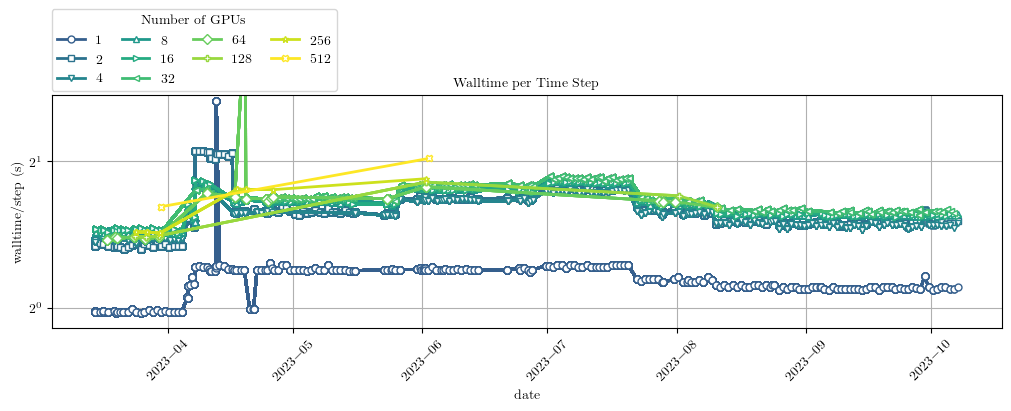 Number of GPUs
1 8 64 256
2 16 128 512
4 32
Walltime per Time Step
walltime/step (s)
2^1
2^0
2023−04 2023−05 2023−06 2023−07 2023−08 2023−09 2023−10
date